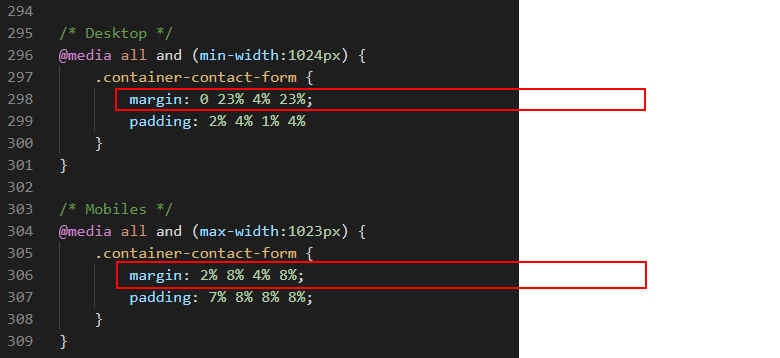 294
295 /* Desktop */
296 @media all and (min-width:1024px) {
297 .container-contact-form {
298 margin: 0 23% 4% 23%;
299 padding: 2% 4% 1% 4%
300 }
301 }
302
303 /* Mobiles */
304 @media all and (max-width:1023px) {
305 .container-contact-form {
306 margin: 2% 8% 4% 8%;
307 padding: 7% 8% 8% 8%;
308 }
309 }